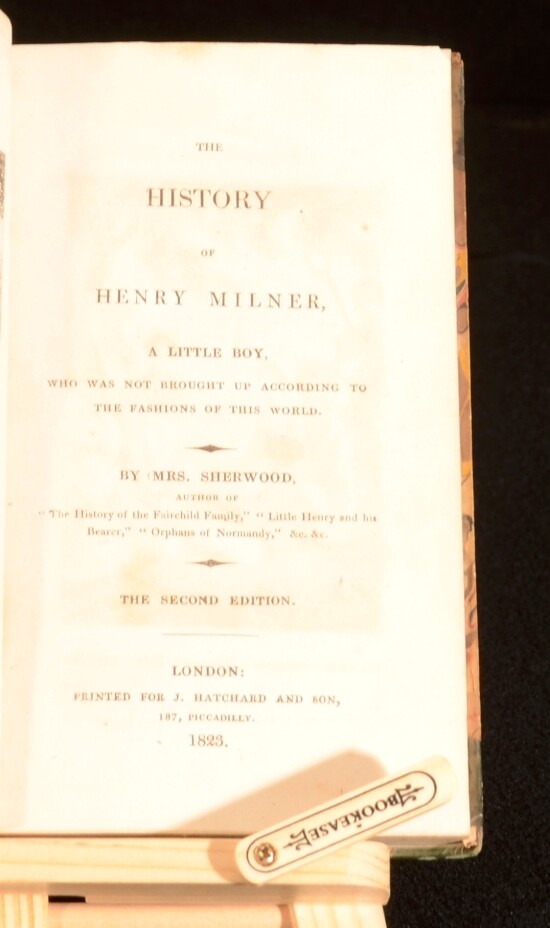 THE
HISTORY
OF
HENRY MILNER,
A LITTLE BOY,
WHO WAS NOT BROUGHT UP ACCORDING TO
THE FASHIONS OF THIS WORLD.
BY MRS. SHERWOOD,
AUTHOR OF
"The History of the Fairchild Family," "Little Henry and his
Bearer," "Orphans of Normandy," &c. &c.
THE SECOND EDITION.
LONDON:
PRINTED FOR J. HATCHARD AND SON,
187, PICCADILLY.
1823.
BOOKEASEL